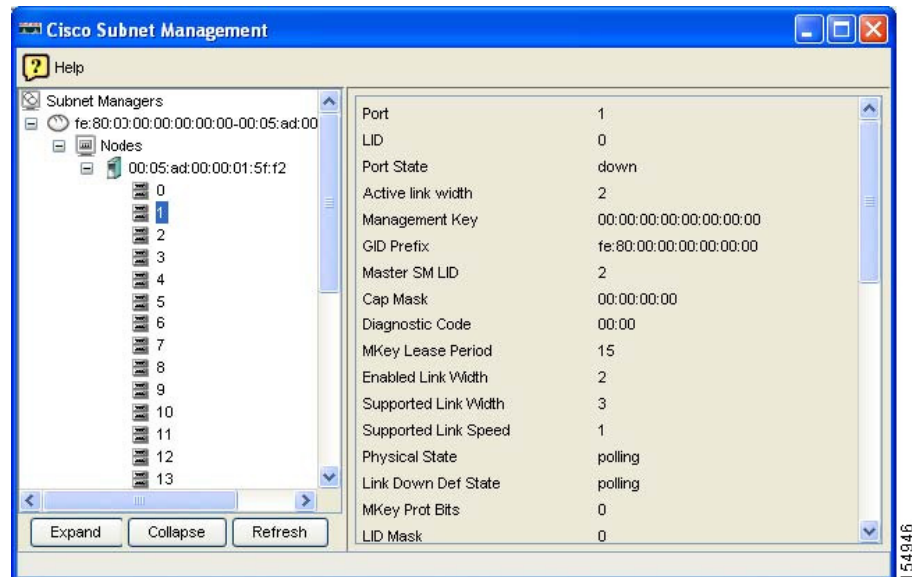 Cisco Subnet Management
Help
Subnet Managers
fe:80:00:00:00:00:00:00-00:05:ad:00
Nodes
00:05:ad:00:00:01:5f:f2
0
1
2
3
4
5
6
7
8
9
10
11
12
13
Expand Collapse Refresh
Port 1
LID 0
Port State down
Active link width 2
Management Key 00:00:00:00:00:00:00:00
GID Prefix fe:80:00:00:00:00:00:00
Master SM LID 2
Cap Mask 00:00:00:00
Diagnostic Code 00:00
MKey Lease Period 15
Enabled Link Width 2
Supported Link Width 3
Supported Link Speed 1
Physical State polling
Link Down Def State polling
MKey Prot Bits 0
LID Mask 0
154946